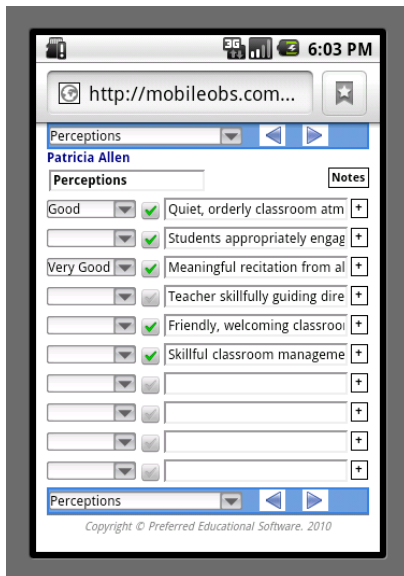 3G 6:03 PM
http://mobileobs.com...
Perceptions
Patricia Allen
Perceptions
Notes
Good Quiet, orderly classroom atm +
Students appropriately engag +
Very Good Meaningful recitation from al +
Teacher skillfully guiding dire +
Friendly, welcoming classroo +
Skillful classroom manageme +
+
+
+
+
Perceptions
Copyright © Preferred Educational Software. 2010